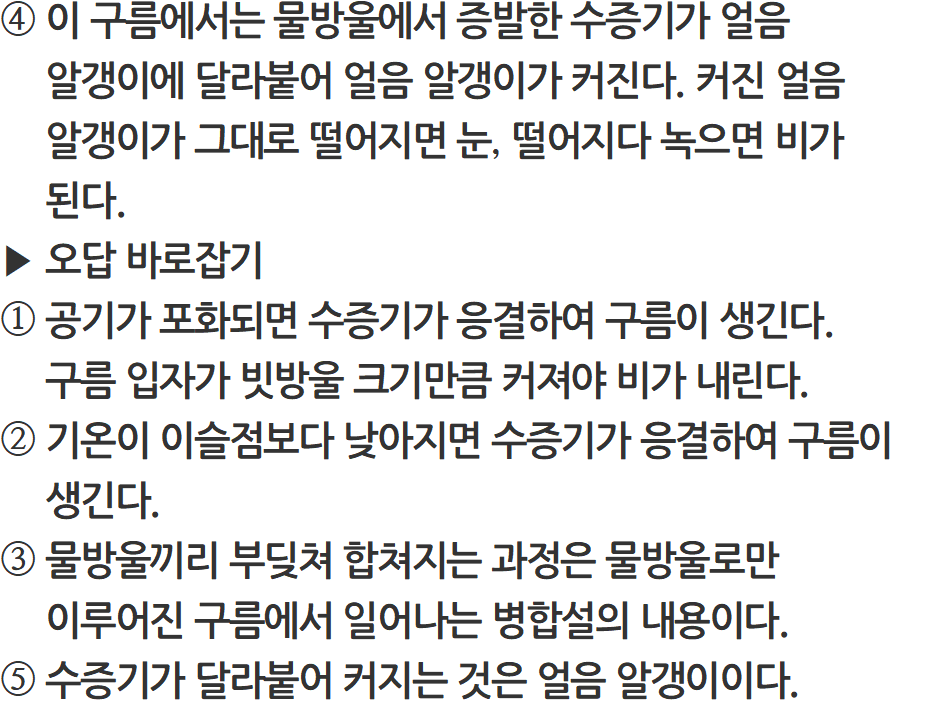 ④ 이 구름에서는 물방울에서 증발한 수증기가 얼음
알갱이에 달라붙어 얼음 알갱이가 커진다. 커진 얼음
알갱이가 그대로 떨어지면 눈, 떨어지다 녹으면 비가
된다.
▶ 오답 바로잡기
① 공기가 포화되면 수증기가 응결하여 구름이 생긴다.
구름 입자가 빗방울 크기만큼 커져야 비가 내린다.
② 기온이 이슬점보다 낮아지면 수증기가 응결하여 구름이
생긴다.
③ 물방울끼리 부딪쳐 합쳐지는 과정은 물방울로만
이루어진 구름에서 일어나는 병합설의 내용이다.
⑤ 수증기가 달라붙어 커지는 것은 얼음 알갱이이다.